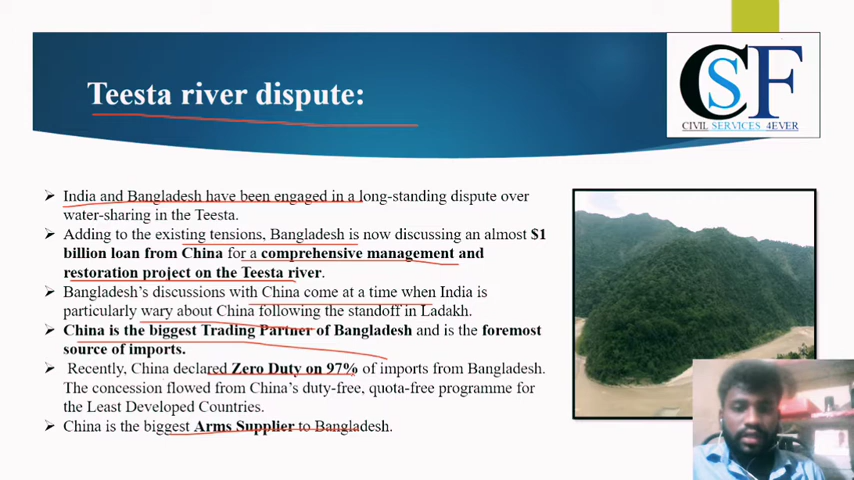 Teesta river dispute:
CSF
CIVIL SERVICES 4EVER
India and Bangladesh have been engaged in a long-standing dispute over
water-sharing in the Teesta.
Adding to the existing tensions, Bangladesh is now discussing an almost $1
billion loan from China for a comprehensive management and
restoration project on the Teesta river.
Bangladesh’s discussions with China come at a time when India is
particularly wary about China following the standoff in Ladakh.
China is the biggest Trading Partner of Bangladesh and is the foremost
source of imports.
Recently, China declared Zero Duty on 97% of imports from Bangladesh.
The concession flowed from China’s duty-free, quota-free programme for
the Least Developed Countries.
China is the biggest Arms Supplier to Bangladesh.